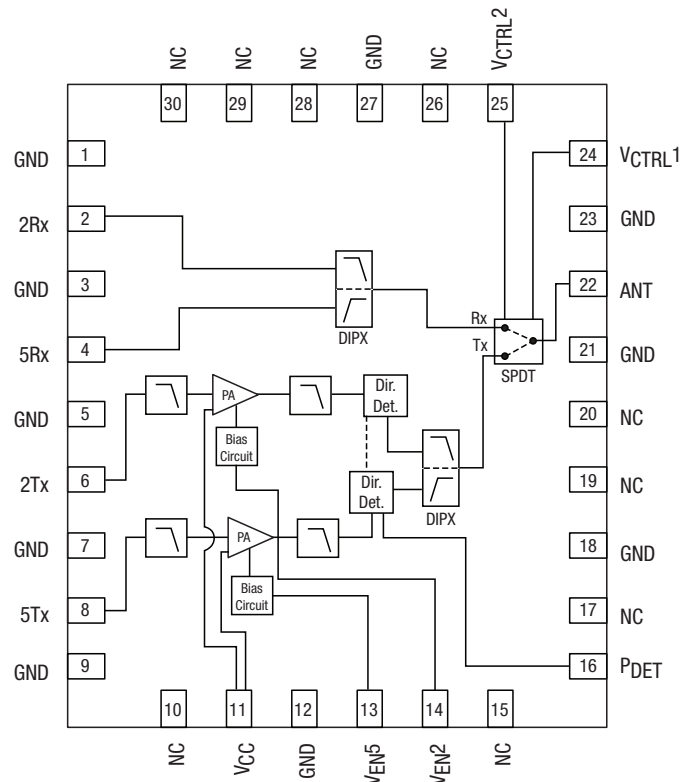 NC
NC
NC
GND
NC
VCTRL2
30
29
28
27
26
25
GND 1
24 VCTRL1
2Rx 2
23 GND
GND 3
22 ANT
5Rx 4
21 GND
DIPX
Rx
Tx
SPDT
GND 5
20 NC
PA
Dir.
Det.
Bias
Circuit
2Tx 6
19 NC
Dir.
Det.
DIPX
GND 7
18 GND
PA
5Tx 8
17 NC
Bias
Circuit
GND 9
16 PDET
10
11
12
13
14
15
NC
VCC
GND
VEN5
VEN2
NC